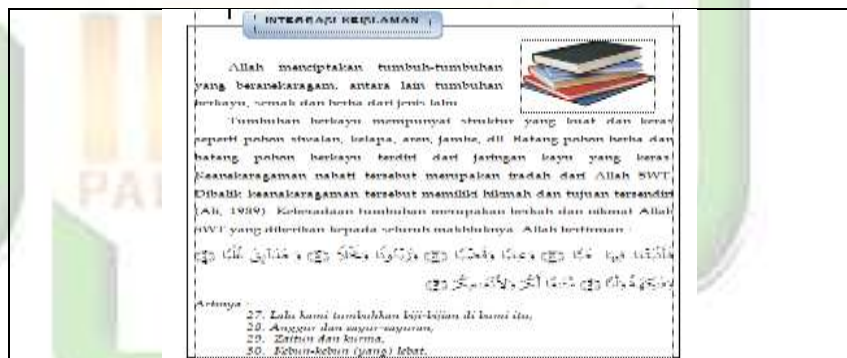 INTEGRASI KEISLAMAN
Allah menciptakan tumbuh-tumbuhan
yang beranekaragam, antara lain tumbuhan
berkayu, semak dan herba dari jenis lalu
Tumbuhan berkayu mempunyai struktur yang kuat dan keras
seperti pohon siwalan, kelapa, aren, jambe, dll. Batang pohon herba dan
batang pohon berkayu terdiri dari jaringan kayu yang keras.
Keanakaragaman nabati tersebut merupakan iradah dari Allah SWT.
Dibalik keanakaragaman tersebut memiliki hikmah dan tujuan tersendiri
(Ali, 1989). Keberadaan tumbuhan merupakan berkah dan nikmat Allah
SWT yang diberikan kepada seluruh makhluknya. Allah berfirman :
Artinya :
27. Lalu kami tumbuhkan biji-bijian di bumi itu,
28. Anggur dan sayur-sayuran,
29. Zaitun dan kurma,
30. Kebun-kebun (yang) lebat,